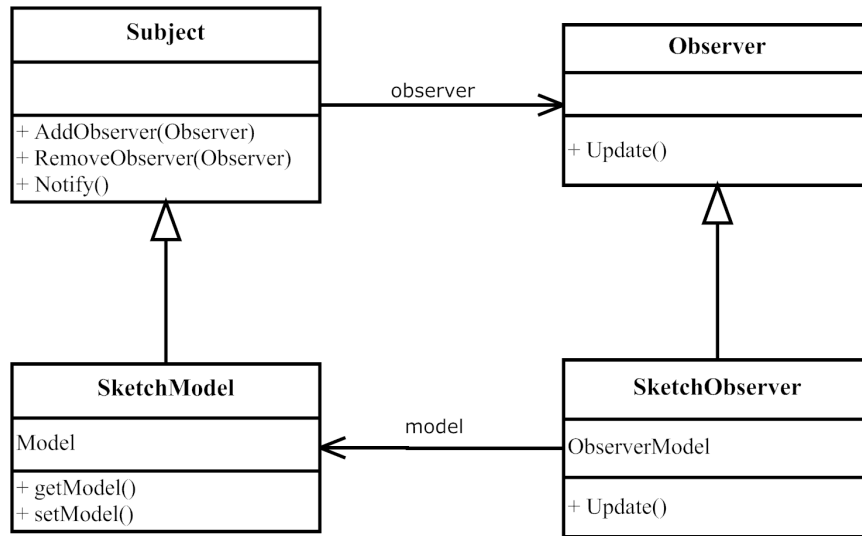 Subject
+ AddObserver(Observer)
+ RemoveObserver(Observer)
+ Notify()
observer
Observer
+ Update()
SketchModel
Model
+ getModel()
+ setModel()
model
SketchObserver
ObserverModel
+ Update()